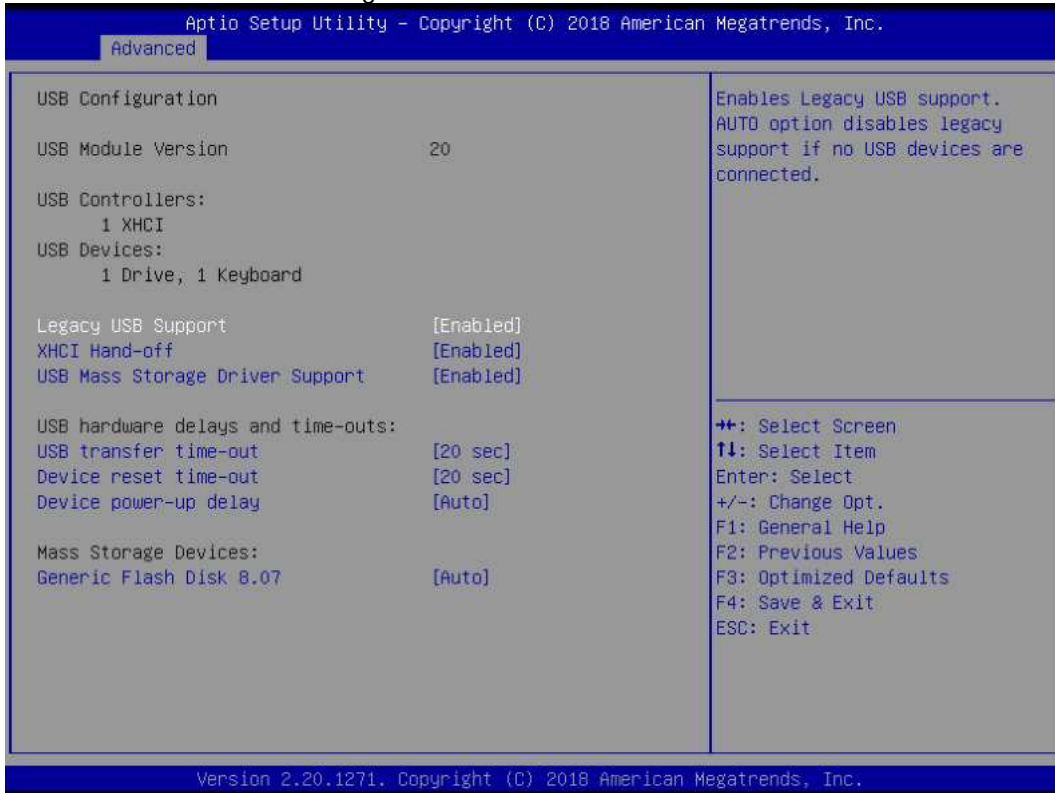 Aptio Setup Utility – Copyright (C) 2018 American Megatrends, Inc.
Advanced
USB Configuration
USB Module Version 20
USB Controllers:
1 XHCI
USB Devices:
1 Drive, 1 Keyboard
Legacy USB Support [Enabled]
XHCI Hand-off [Enabled]
USB Mass Storage Driver Support [Enabled]
USB hardware delays and time-outs:
USB transfer time-out [20 sec]
Device reset time-out [20 sec]
Device power-up delay [Auto]
Mass Storage Devices:
Generic Flash Disk 8.07 [Auto]
Enables Legacy USB support.
AUTO option disables legacy
support if no USB devices are
connected.
→←: Select Screen
↑↓: Select Item
Enter: Select
+/-: Change Opt.
F1: General Help
F2: Previous Values
F3: Optimized Defaults
F4: Save & Exit
ESC: Exit
Version 2.20.1271. Copyright (C) 2018 American Megatrends, Inc.